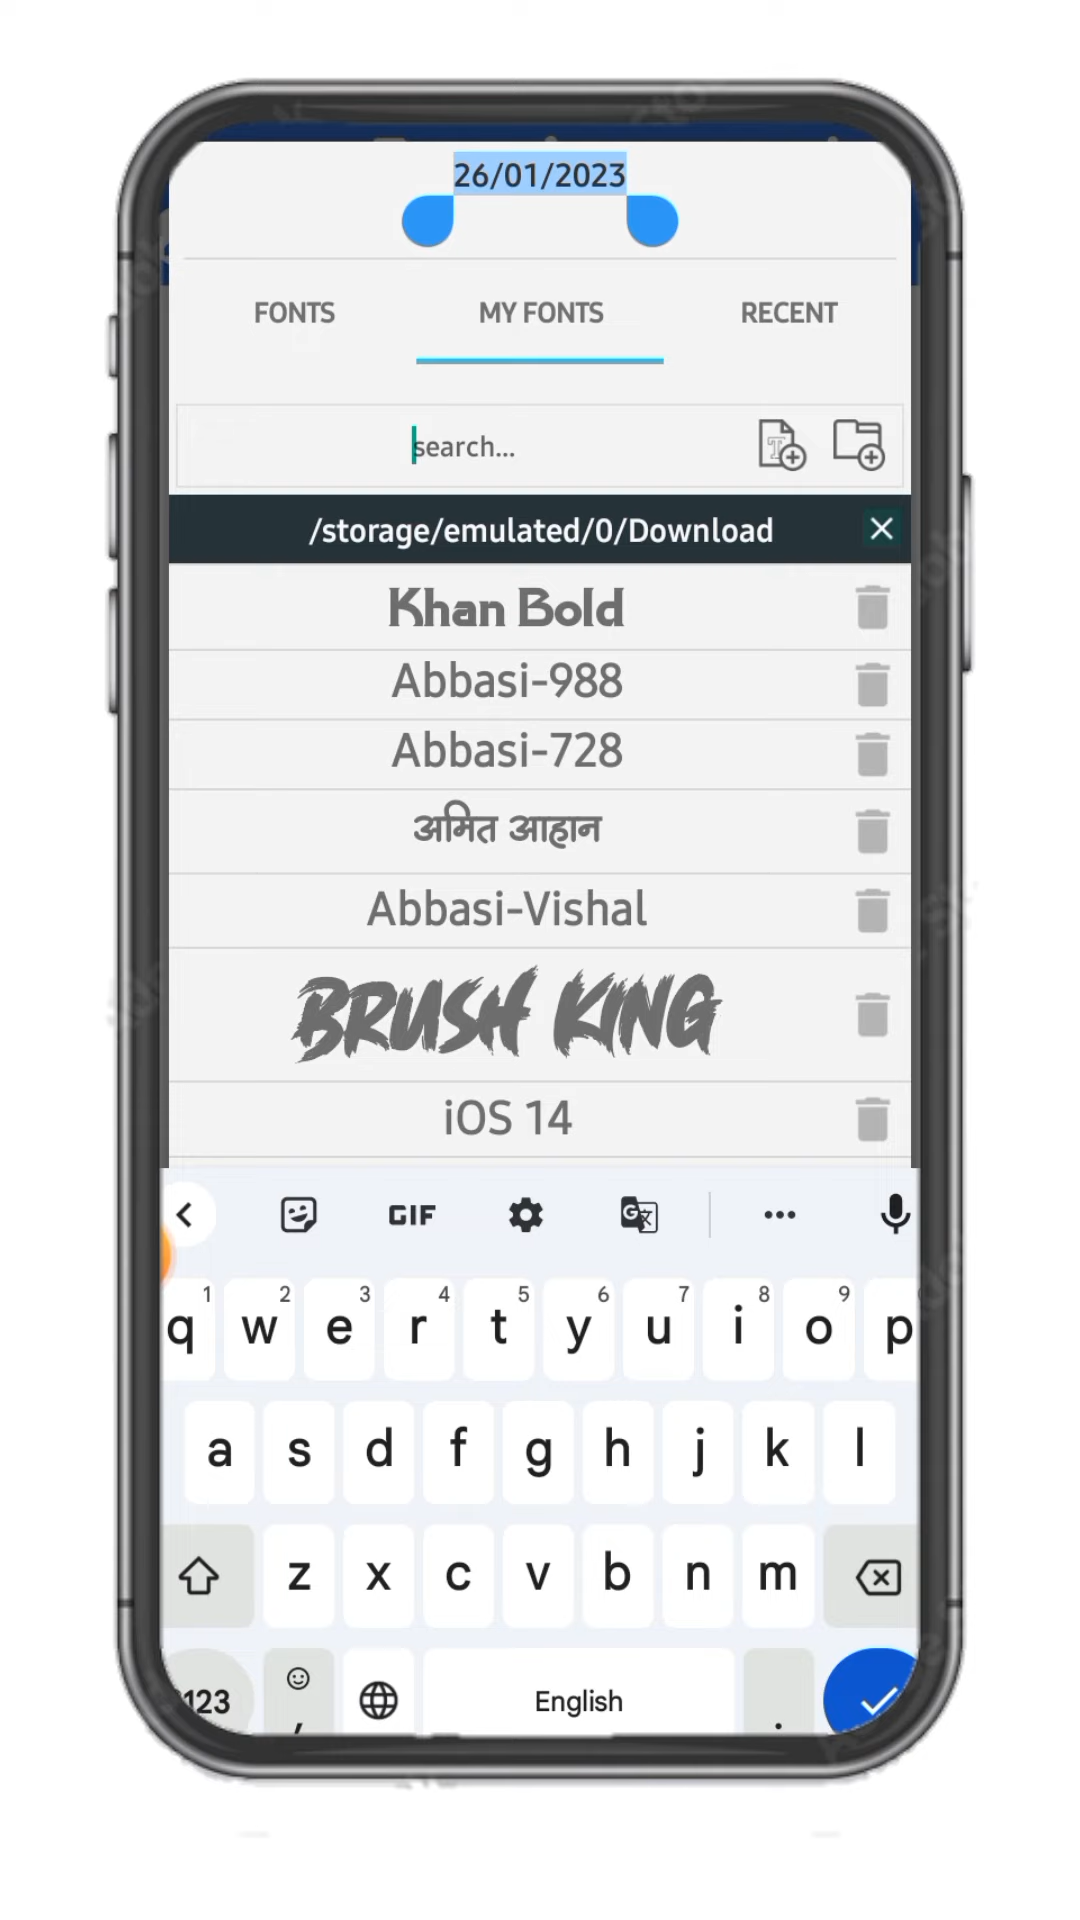 26/01/2023
FONTS MY FONTS RECENT
search...
/storage/emulated/0/Download
Khan Bold
Abbasi-988
Abbasi-728
अमित आहान
Abbasi-Vishal
BRUSH KING
iOS 14
GIF
1 2 3 4 5 6 7 8 9
q w e r t y u i o p
a s d f g h j k l
z x c v b n m
123 , English .